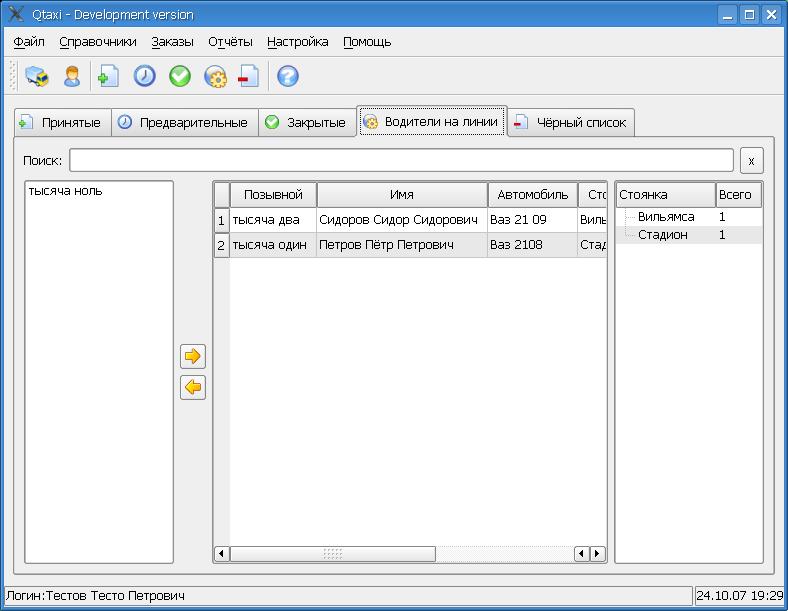 Qtaxi - Development version
Файл Справочники Заказы Отчёты Настройка Помощь
Принятые Предварительные Закрытые Водители на линии Чёрный список
Поиск: x
тысяча ноль
Позывной Имя Автомобиль Сто
1 тысяча два Сидоров Сидор Сидорович Ваз 21 09 Виль
2 тысяча один Петров Пётр Петрович Ваз 2108 Стад
Стоянка Всего
Вильямса 1
Стадион 1
Логин:Тестов Тесто Петрович 24.10.07 19:29